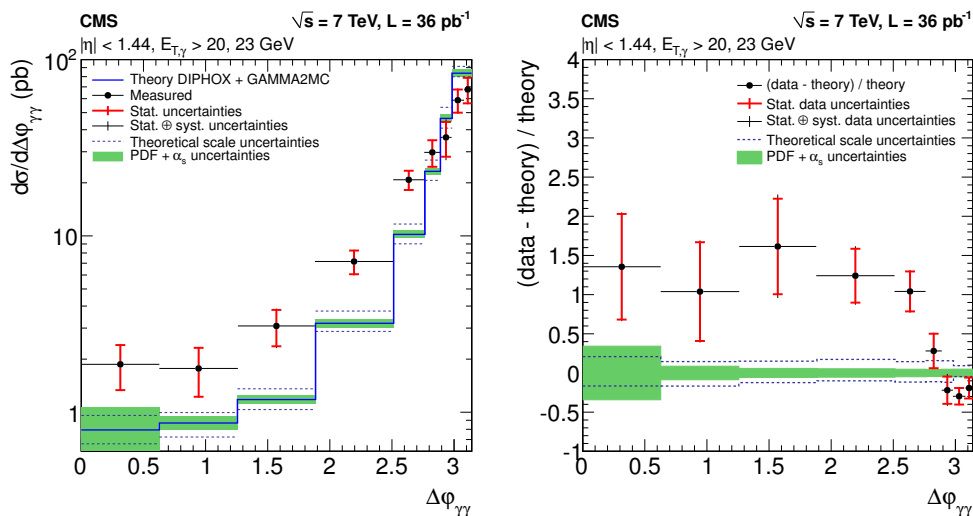 CMS √s = 7 TeV, L = 36 pb⁻¹
|η| < 1.44, E_T,γ > 20, 23 GeV
dσ/dΔφ_γγ (pb)
10²
10
1
Theory DIPHOX + GAMMA2MC
Measured
Stat. uncertainties
Stat. ⊕ syst. uncertainties
Theoretical scale uncertainties
PDF + α_s uncertainties
0 0.5 1 1.5 2 2.5 3
Δφ_γγ
CMS √s = 7 TeV, L = 36 pb⁻¹
|η| < 1.44, E_T,γ > 20, 23 GeV
(data - theory) / theory
4
3.5
3
2.5
2
1.5
1
0.5
0
-0.5
-1
(data - theory) / theory
Stat. data uncertainties
Stat. ⊕ syst. data uncertainties
Theoretical scale uncertainties
PDF + α_s uncertainties
0 0.5 1 1.5 2 2.5 3
Δφ_γγ